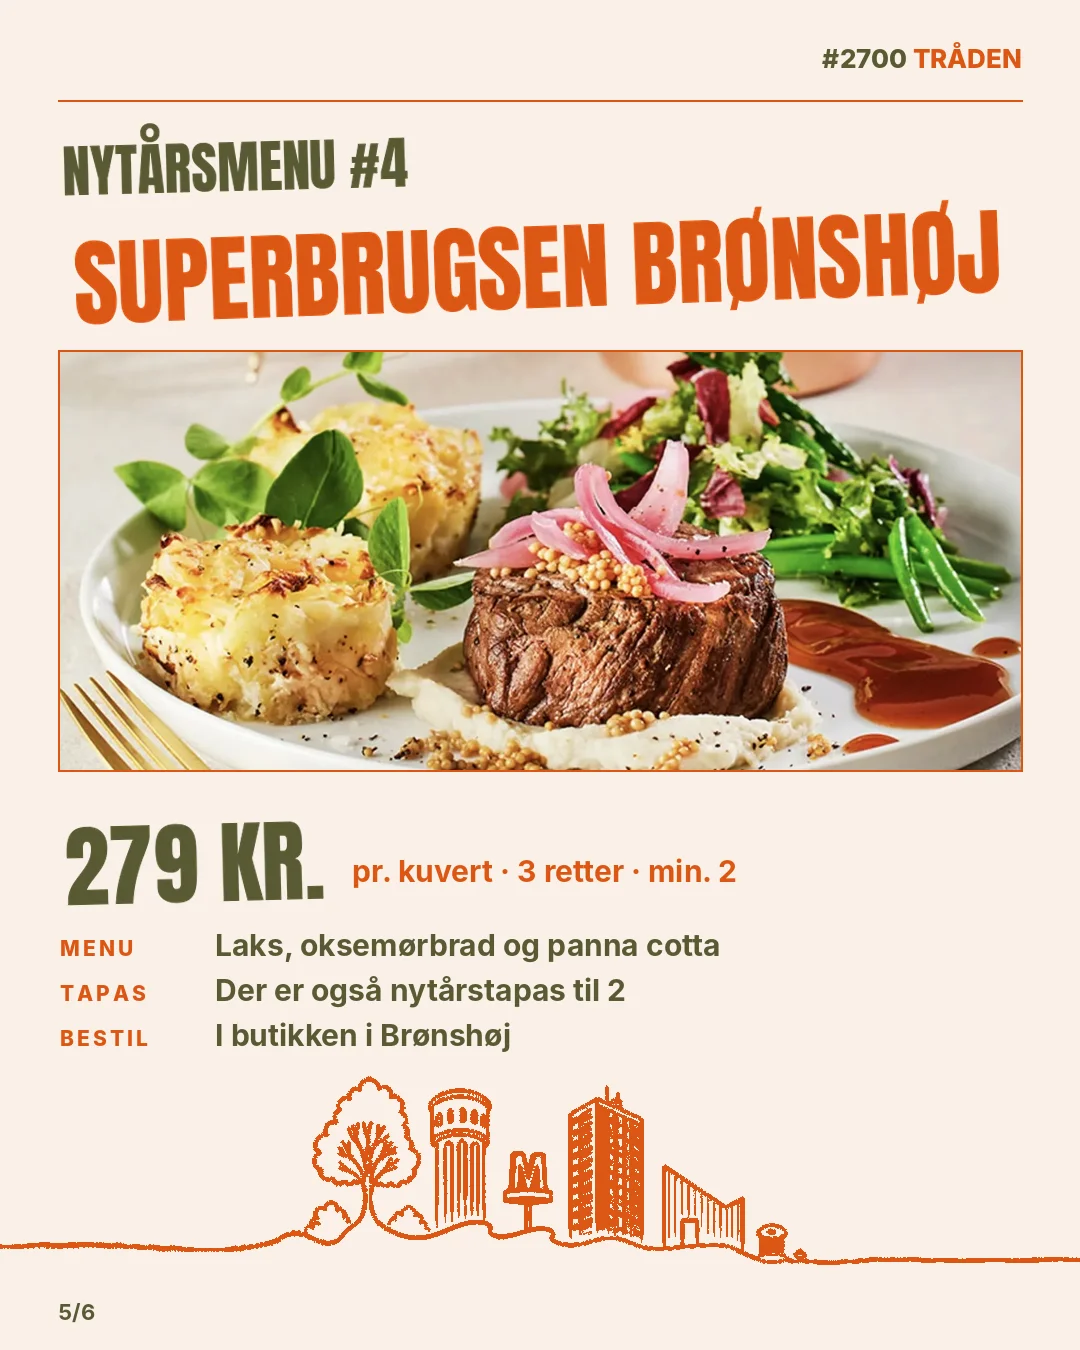 #2700 TRÅDEN
NYTÅRSMENU #4
SUPERBRUGSEN BRØNSHØJ
279 KR. pr. kuvert · 3 retter · min. 2
MENU Laks, oksemørbrad og panna cotta
TAPAS Der er også nytårstapas til 2
BESTIL I butikken i Brønshøj
5/6